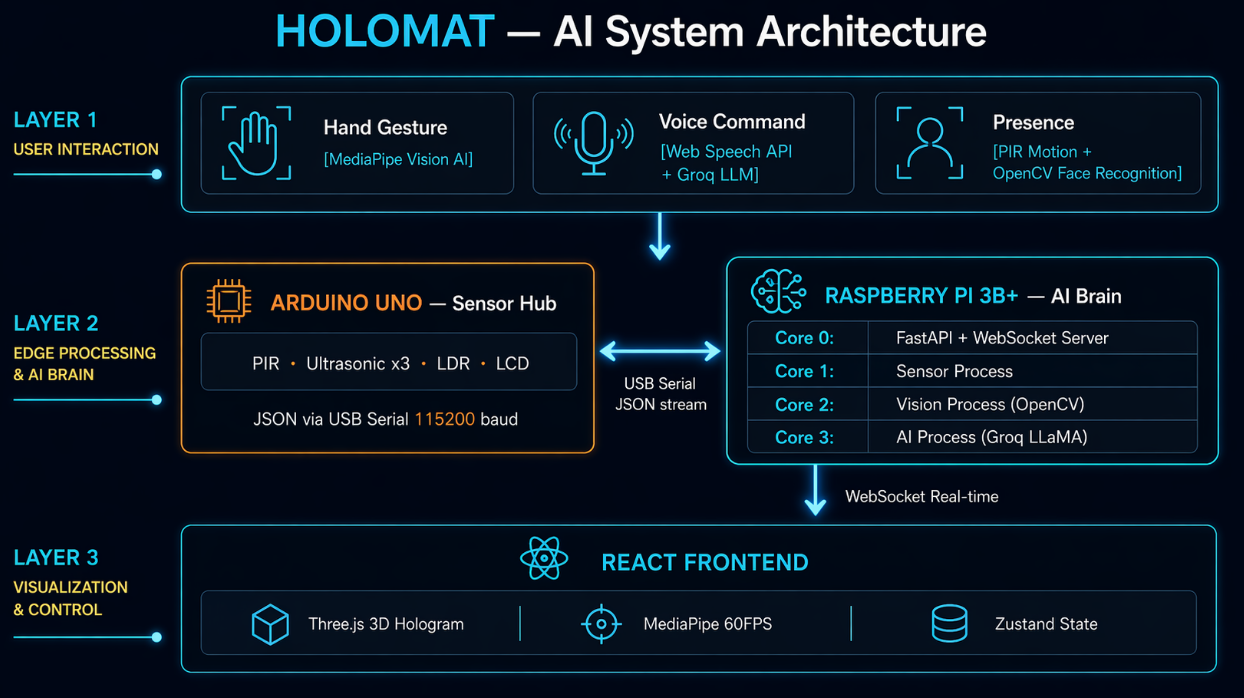 HOLOMAT — AI System Architecture
LAYER 1
USER INTERACTION
Hand Gesture
[MediaPipe Vision AI]
Voice Command
[Web Speech API
+ Groq LLM]
Presence
[PIR Motion +
OpenCV Face Recognition]
LAYER 2
EDGE PROCESSING
& AI BRAIN
ARDUINO UNO — Sensor Hub
PIR • Ultrasonic x3 • LDR • LCD
JSON via USB Serial 115200 baud
USB Serial
JSON stream
RASPBERRY PI 3B+ — AI Brain
Core 0: FastAPI + WebSocket Server
Core 1: Sensor Process
Core 2: Vision Process (OpenCV)
Core 3: AI Process (Groq LLaMA)
WebSocket Real-time
LAYER 3
VISUALIZATION
& CONTROL
REACT FRONTEND
Three.js 3D Hologram
MediaPipe 60FPS
Zustand State